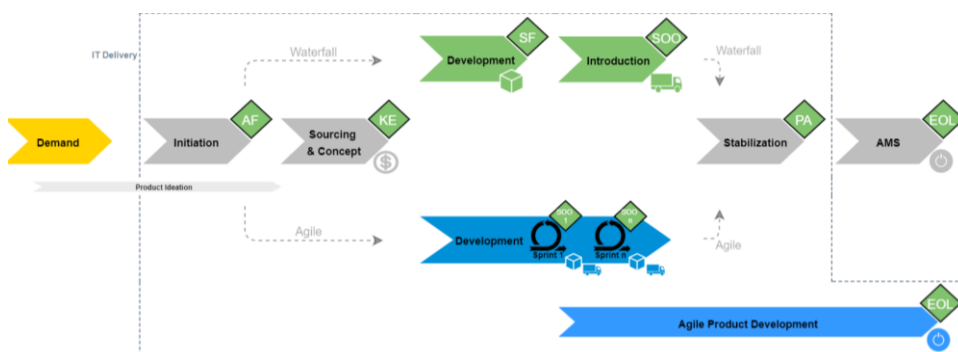 IT Delivery
Waterfall
Development
SF
Introduction
SOO
Waterfall
Demand
Initiation
AF
Sourcing
& Concept
KE
$
Stabilization
PA
AMS
EOL
Product Ideation
Agile
Development
SOO
1
Sprint 1
SOO
n
Sprint n
Agile
Agile Product Development
EOL